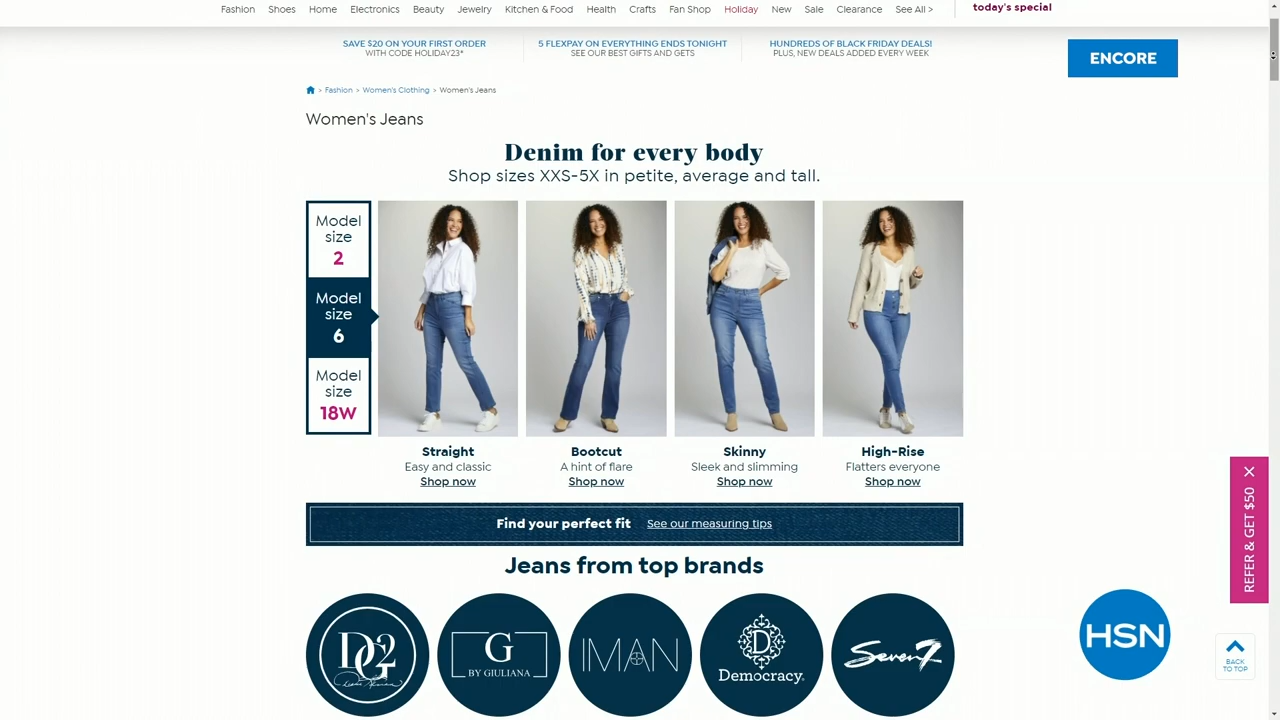 Fashion Shoes Home Electronics Beauty Jewelry Kitchen & Food Health Crafts Fan Shop Holiday New Sale Clearance See All > today's special
SAVE $20 ON YOUR FIRST ORDER
WITH CODE HOLIDAY23*
5 FLEXPAY ON EVERYTHING ENDS TONIGHT
SEE OUR BEST GIFTS AND GETS
HUNDREDS OF BLACK FRIDAY DEALS!
PLUS, NEW DEALS ADDED EVERY WEEK
ENCORE
> Fashion > Women's Clothing > Women's Jeans
Women's Jeans
Denim for every body
Shop sizes XXS-5X in petite, average and tall.
Model
size
2
Model
size
6
Model
size
18W
Straight
Easy and classic
Shop now
Bootcut
A hint of flare
Shop now
Skinny
Sleek and slimming
Shop now
High-Rise
Flatters everyone
Shop now
Find your perfect fit See our measuring tips
Jeans from top brands
DG2
G
BY GIULIANA
IMAN
D
Democracy
Seven7
REFER & GET $50
HSN
BACK
TO TOP